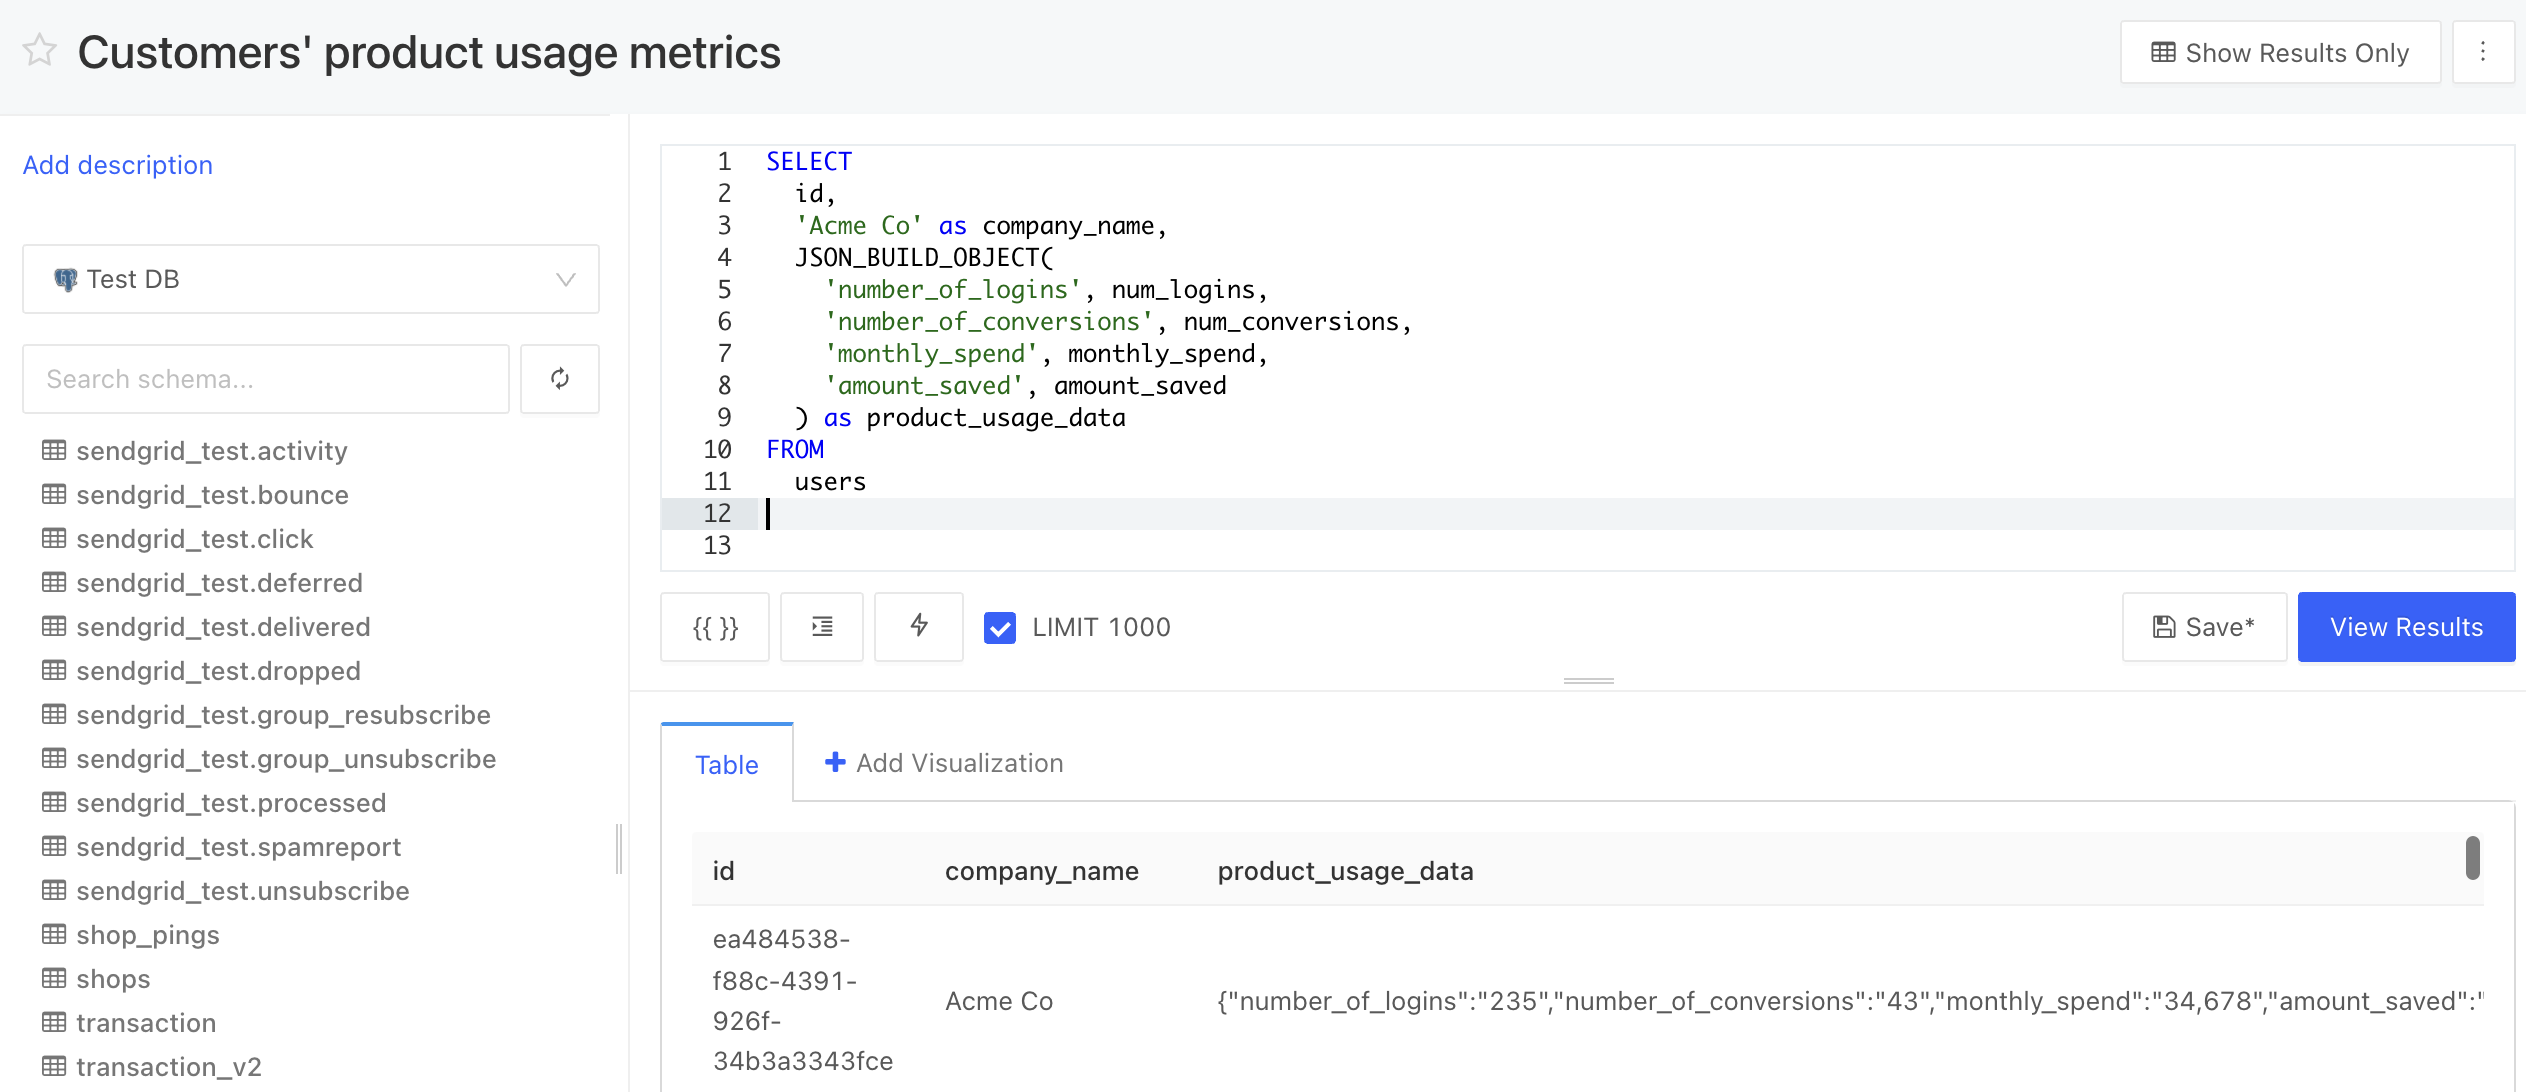 Customers' product usage metrics
Show Results Only
Add description
Test DB
Search schema...
sendgrid_test.activity
sendgrid_test.bounce
sendgrid_test.click
sendgrid_test.deferred
sendgrid_test.delivered
sendgrid_test.dropped
sendgrid_test.group_resubscribe
sendgrid_test.group_unsubscribe
sendgrid_test.processed
sendgrid_test.spamreport
sendgrid_test.unsubscribe
shop_pings
shops
transaction
transaction_v2
1 SELECT
2 id,
3 'Acme Co' as company_name,
4 JSON_BUILD_OBJECT(
5 'number_of_logins', num_logins,
6 'number_of_conversions', num_conversions,
7 'monthly_spend', monthly_spend,
8 'amount_saved', amount_saved
9 ) as product_usage_data
10 FROM
11 users
12
13
{{ }} LIMIT 1000 Save* View Results
Table Add Visualization
id company_name product_usage_data
ea484538-
f88c-4391-
926f-
34b3a3343fce
Acme Co
{"number_of_logins":"235","number_of_conversions":"43","monthly_spend":"34,678","amount_saved":"